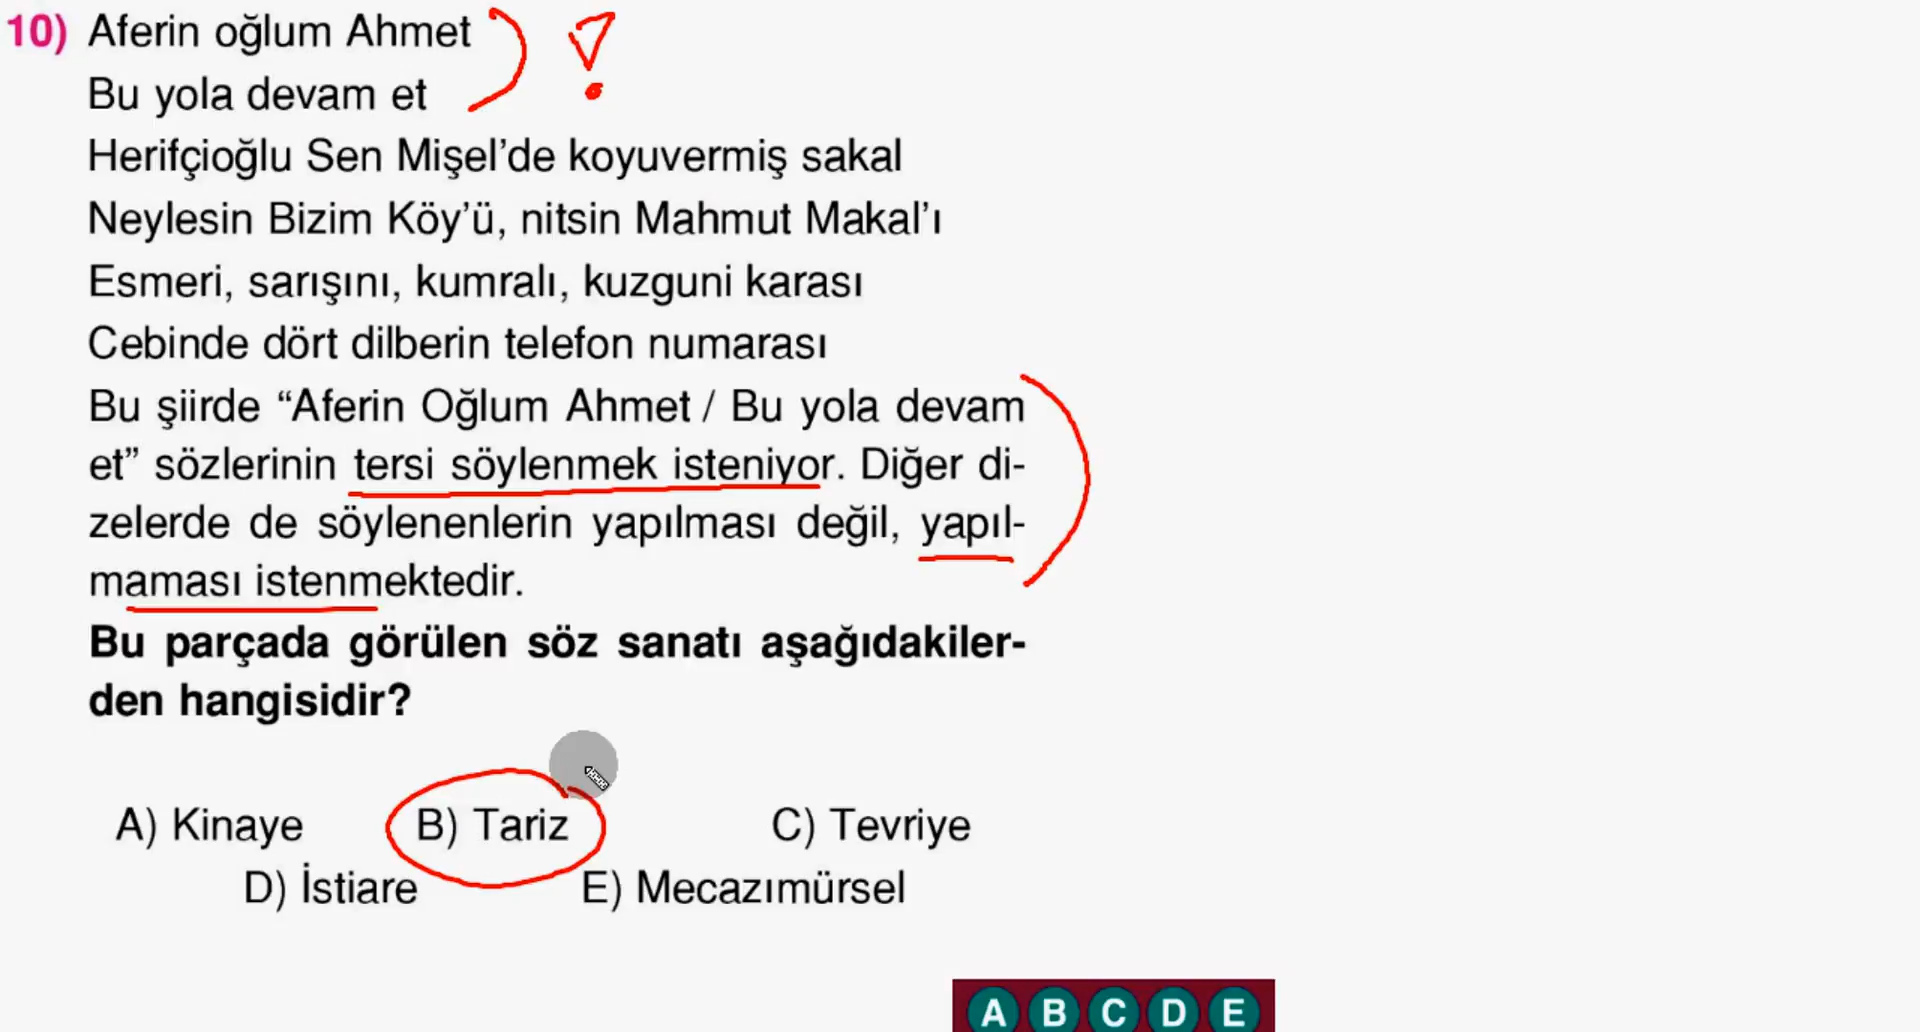 10) Aferin oğlum Ahmet
Bu yola devam et
Herifçioğlu Sen Mişel’de koyuvermiş sakal
Neylesin Bizim Köy’ü, nitsin Mahmut Makal’ı
Esmeri, sarışını, kumralı, kuzguni karası
Cebinde dört dilberin telefon numarası
Bu şiirde “Aferin Oğlum Ahmet / Bu yola devam
et” sözlerinin tersi söylenmek isteniyor. Diğer di-
zelerde de söylenenlerin yapılması değil, yapıl-
maması istenmektedir.
Bu parçada görülen söz sanatı aşağıdakiler-
den hangisidir?
A) Kinaye B) Tariz C) Tevriye
D) İstiare E) Mecazımürsel
A B C D E